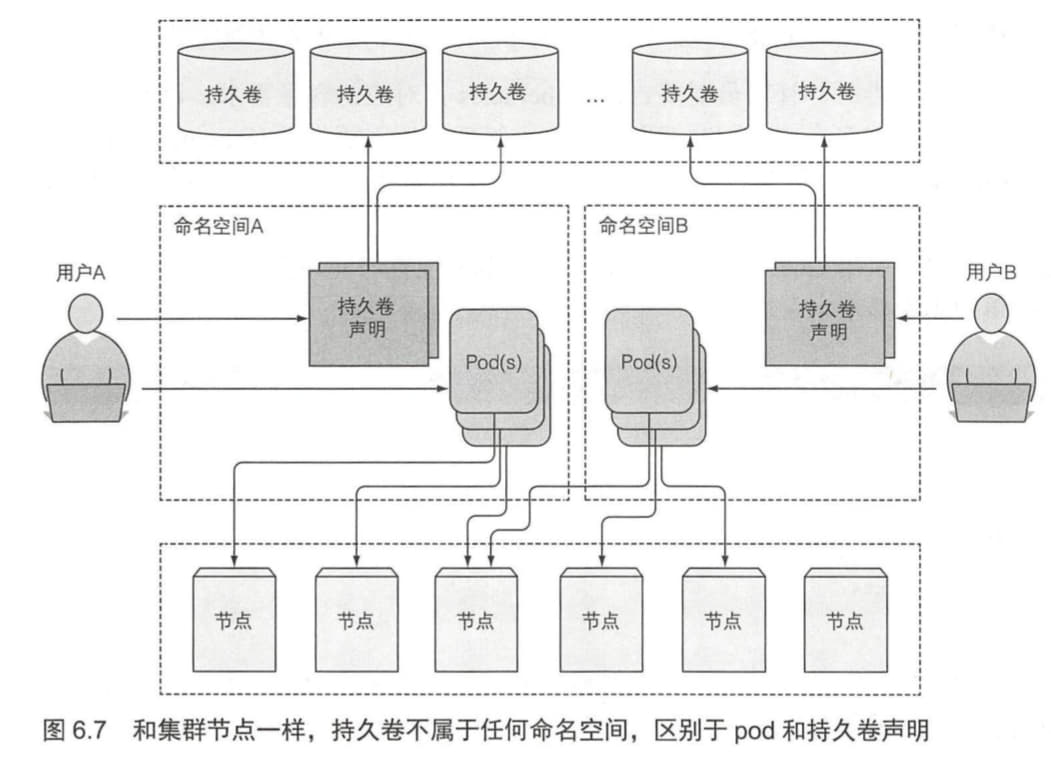 持久卷 持久卷 持久卷 ... 持久卷 持久卷
命名空间A 命名空间B
用户A 用户B
持久卷
声明
持久卷
声明
Pod(s) Pod(s)
节点 节点 节点 节点 节点 节点
图 6.7 和集群节点一样，持久卷不属于任何命名空间，区别于 pod 和持久卷声明